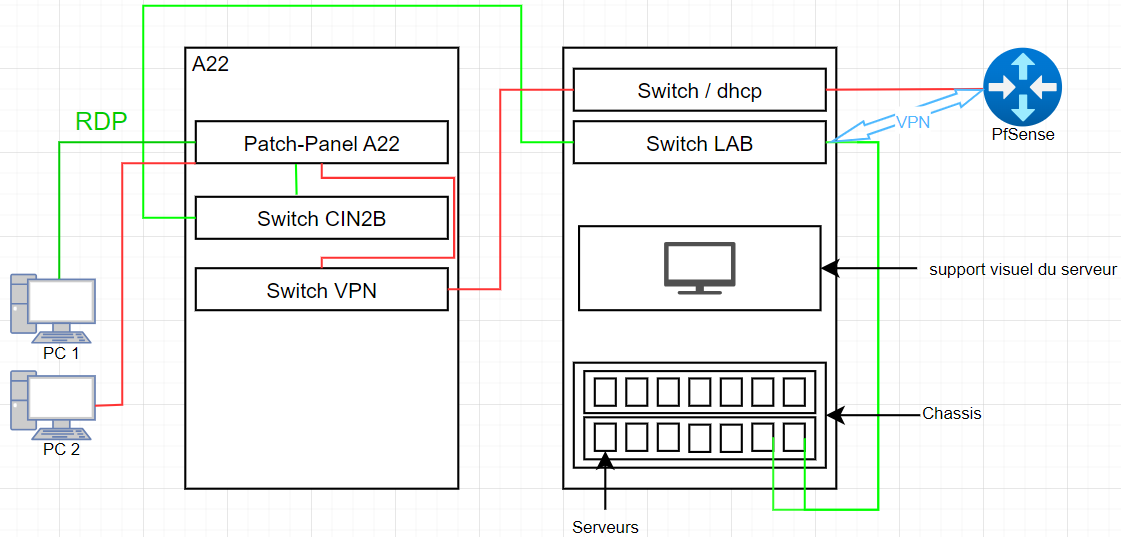 A22
RDP
Patch-Panel A22
Switch CIN2B
Switch VPN
PC 1
PC 2
Switch / dhcp
Switch LAB
VPN
PfSense
support visuel du serveur
Chassis
Serveurs